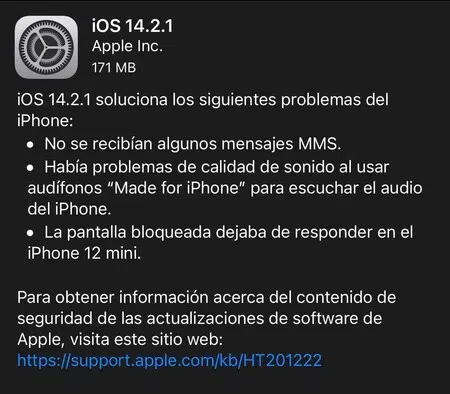 iOS 14.2.1
Apple Inc.
171 MB
iOS 14.2.1 soluciona los siguientes problemas del
iPhone:
• No se recibían algunos mensajes MMS.
• Había problemas de calidad de sonido al usar
audífonos “Made for iPhone” para escuchar el audio
del iPhone.
• La pantalla bloqueada dejaba de responder en el
iPhone 12 mini.
Para obtener información acerca del contenido de
seguridad de las actualizaciones de software de
Apple, visita este sitio web:
https://support.apple.com/kb/HT201222